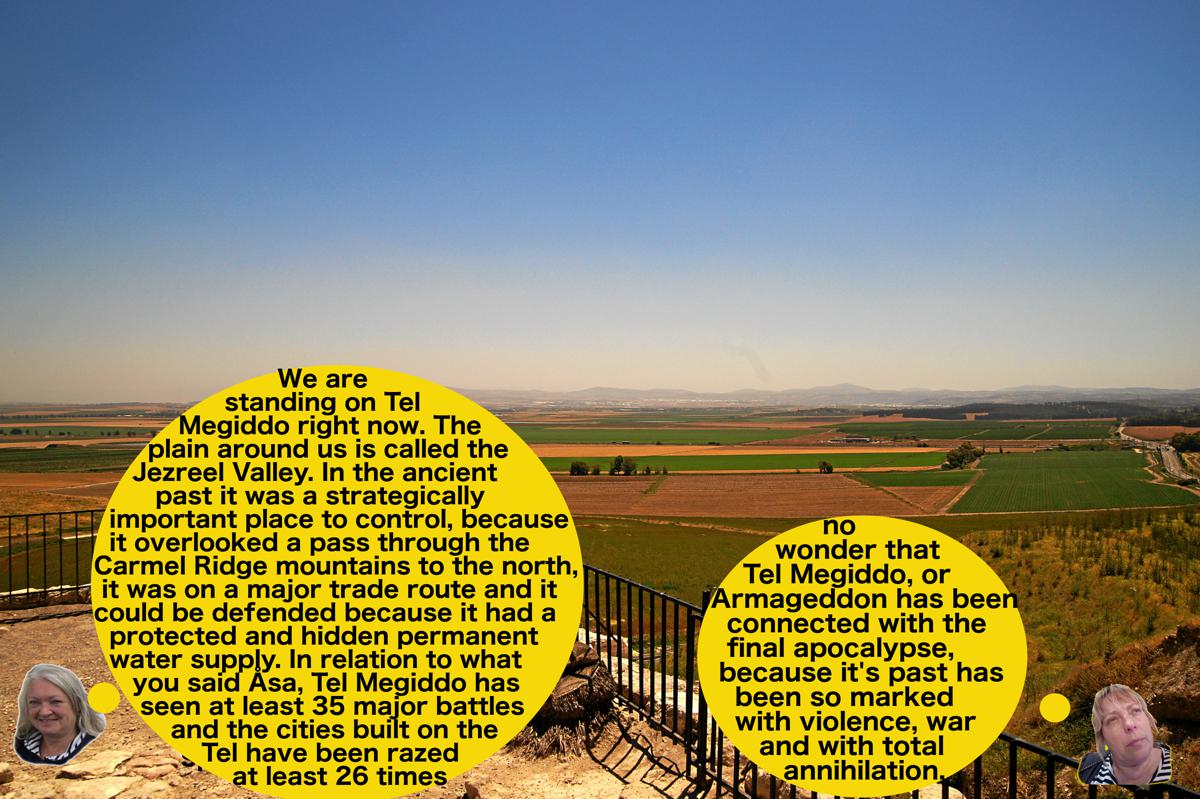 We are
standing on Tel
Megiddo right now. The
plain around us is called the
Jezreel Valley. In the ancient
past it was a strategically
important place to control, because
it overlooked a pass through the
Carmel Ridge mountains to the north,
it was on a major trade route and it
could be defended because it had a
protected and hidden permanent
water supply. In relation to what
you said Åsa, Tel Megiddo has
seen at least 35 major battles
and the cities built on the
Tel have been razed
at least 26 times
no
wonder that
Tel Megiddo, or
Armageddon has been
connected with the
final apocalypse,
because it's past has
been so marked
with violence, war
and with total
annihilation.